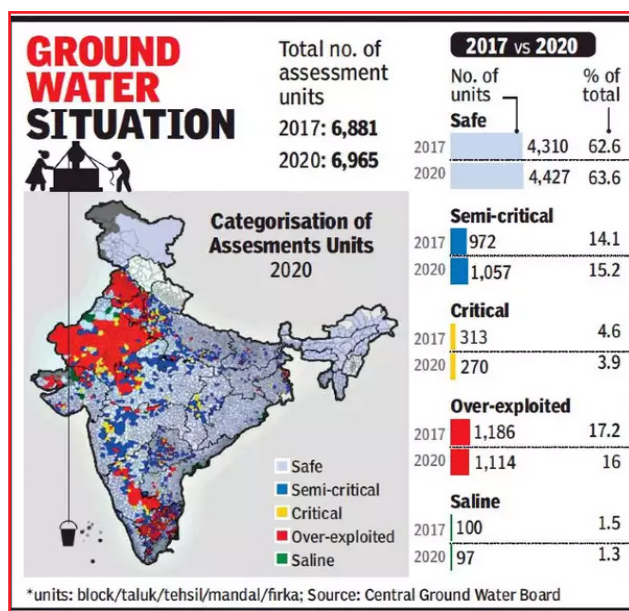 GROUND
WATER
SITUATION
Total no. of
assessment
units
2017: 6,881
2020: 6,965
2017 vs 2020
No. of
units
% of
total
Safe
2017 4,310 62.6
2020 4,427 63.6
Semi-critical
2017 972 14.1
2020 1,057 15.2
Critical
2017 313 4.6
2020 270 3.9
Over-exploited
2017 1,186 17.2
2020 1,114 16
Saline
2017 100 1.5
2020 97 1.3
Categorisation of
Assesments Units
2020
Safe
Semi-critical
Critical
Over-exploited
Saline
*units: block/taluk/tehsil/mandal/firka; Source: Central Ground Water Board